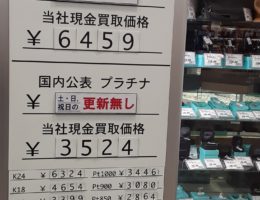 当社現金買取価格
¥ 6459
国内公表 プラチナ
¥ 土・日、祝日の 更新無し
当社現金買取価格
¥ 3524
K24 ¥ 6324 Pt1000 ¥ 3446
K18 ¥ 4654 Pt900 ¥ 3080
Pt850 ¥ 2864